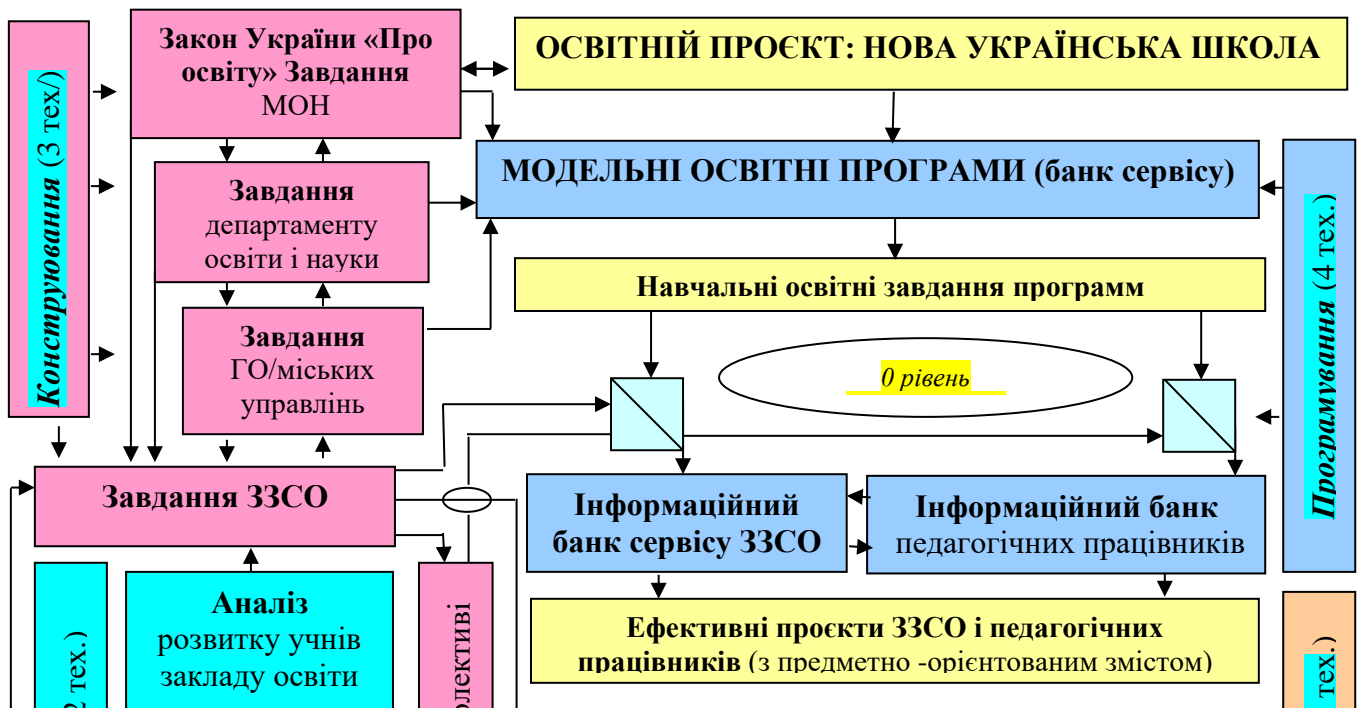 Закон України «Про
освіту» Завдання
МОН
ОСВІТНІЙ ПРОЄКТ: НОВА УКРАЇНСЬКА ШКОЛА
Конструювання (3 тех/)
МОДЕЛЬНІ ОСВІТНІ ПРОГРАМИ (банк сервісу)
Завдання
департаменту
освіти і науки
Програмування (4 тех.)
Навчальні освітні завдання программ
Завдання
ГО/міських
управлінь
0 рівень
Завдання ЗЗСО
Інформаційний
банк сервісу ЗЗСО
Інформаційний банк
педагогічних працівників
Аналіз
розвитку учнів
закладу освіти
Ефективні проєкти ЗЗСО і педагогічних
працівників (з предметно -орієнтованим змістом)
2 тех.)
тех.)